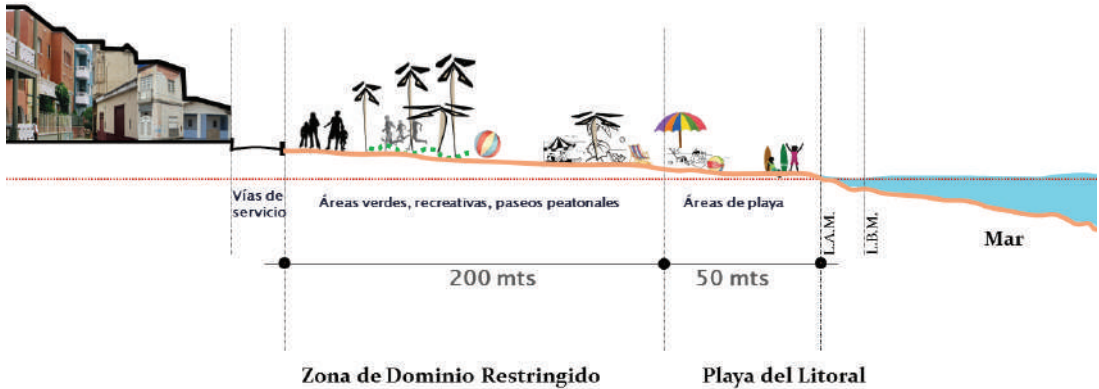 Vías de
servicio
Áreas verdes, recreativas, paseos peatonales
Áreas de playa
L.A.M.
L.B.M.
Mar
200 mts
50 mts
Zona de Dominio Restringido
Playa del Litoral